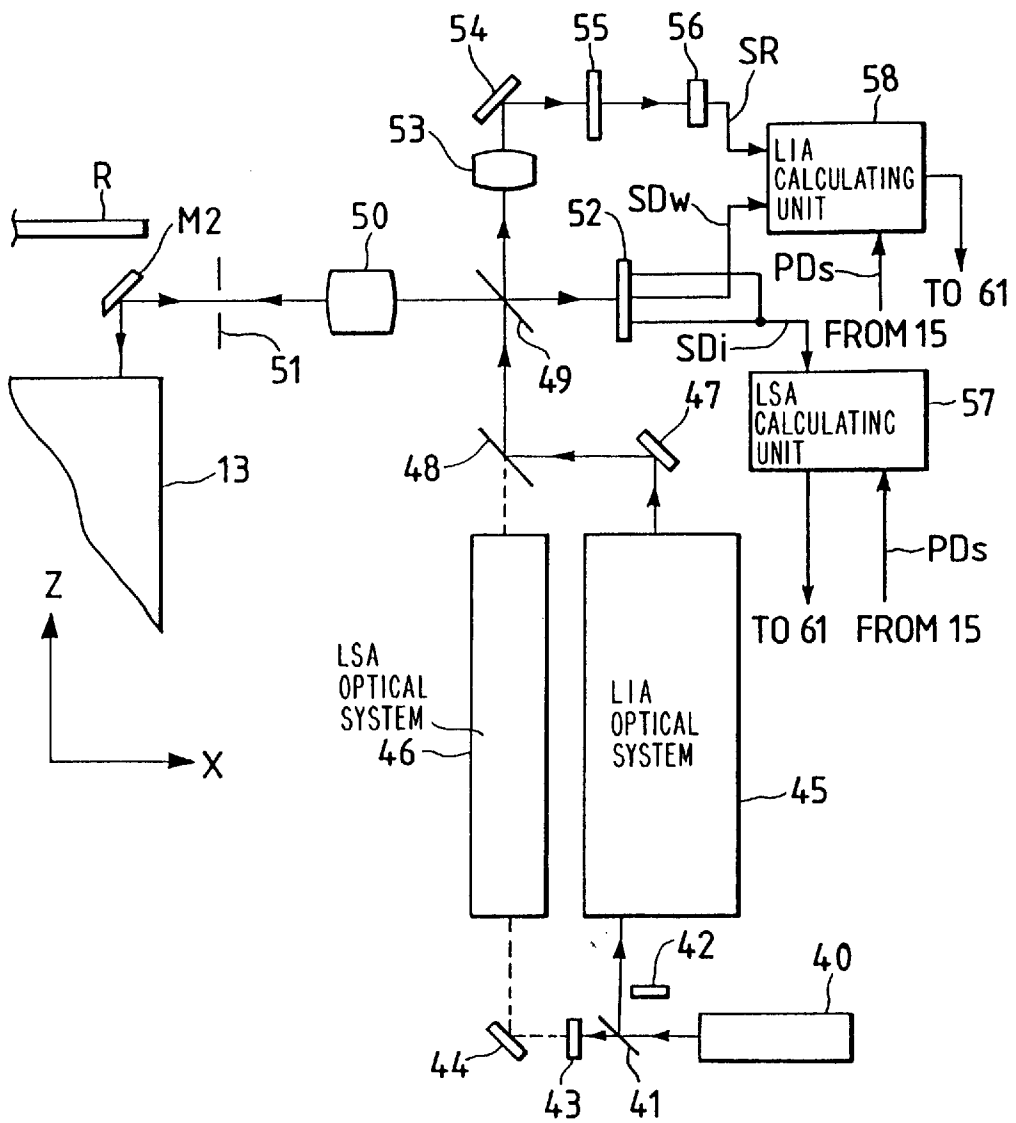 54
55
56
SR
58
53
LIA
CALCULATING
UNIT
R
M2
50
52
SDw
PDs
TO 61
FROM 15
51
49
SDi
47
LSA
CALCULATING
UNIT
57
48
13
PDs
Z
TO 61
FROM 15
LSA
OPTICAL
SYSTEM
46
LIA
OPTICAL
SYSTEM
X
45
42
40
44
43
41